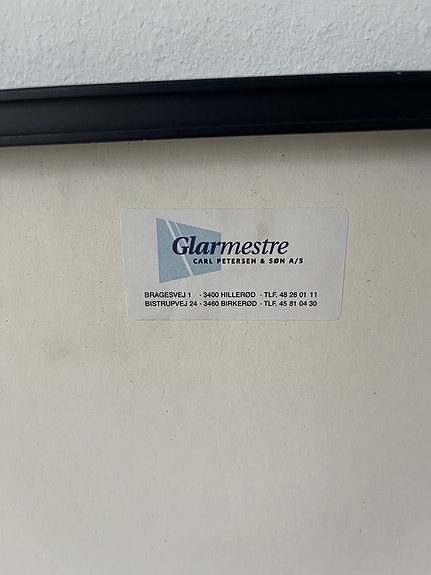 Glarmestre
CARL PETERSEN & SØN A/S
BRAGESVEJ 1 · 3400 HILLERØD · TLF. 48 26 01 11
BISTRUPVEJ 24 · 3460 BIRKERØD · TLF. 45 81 04 30